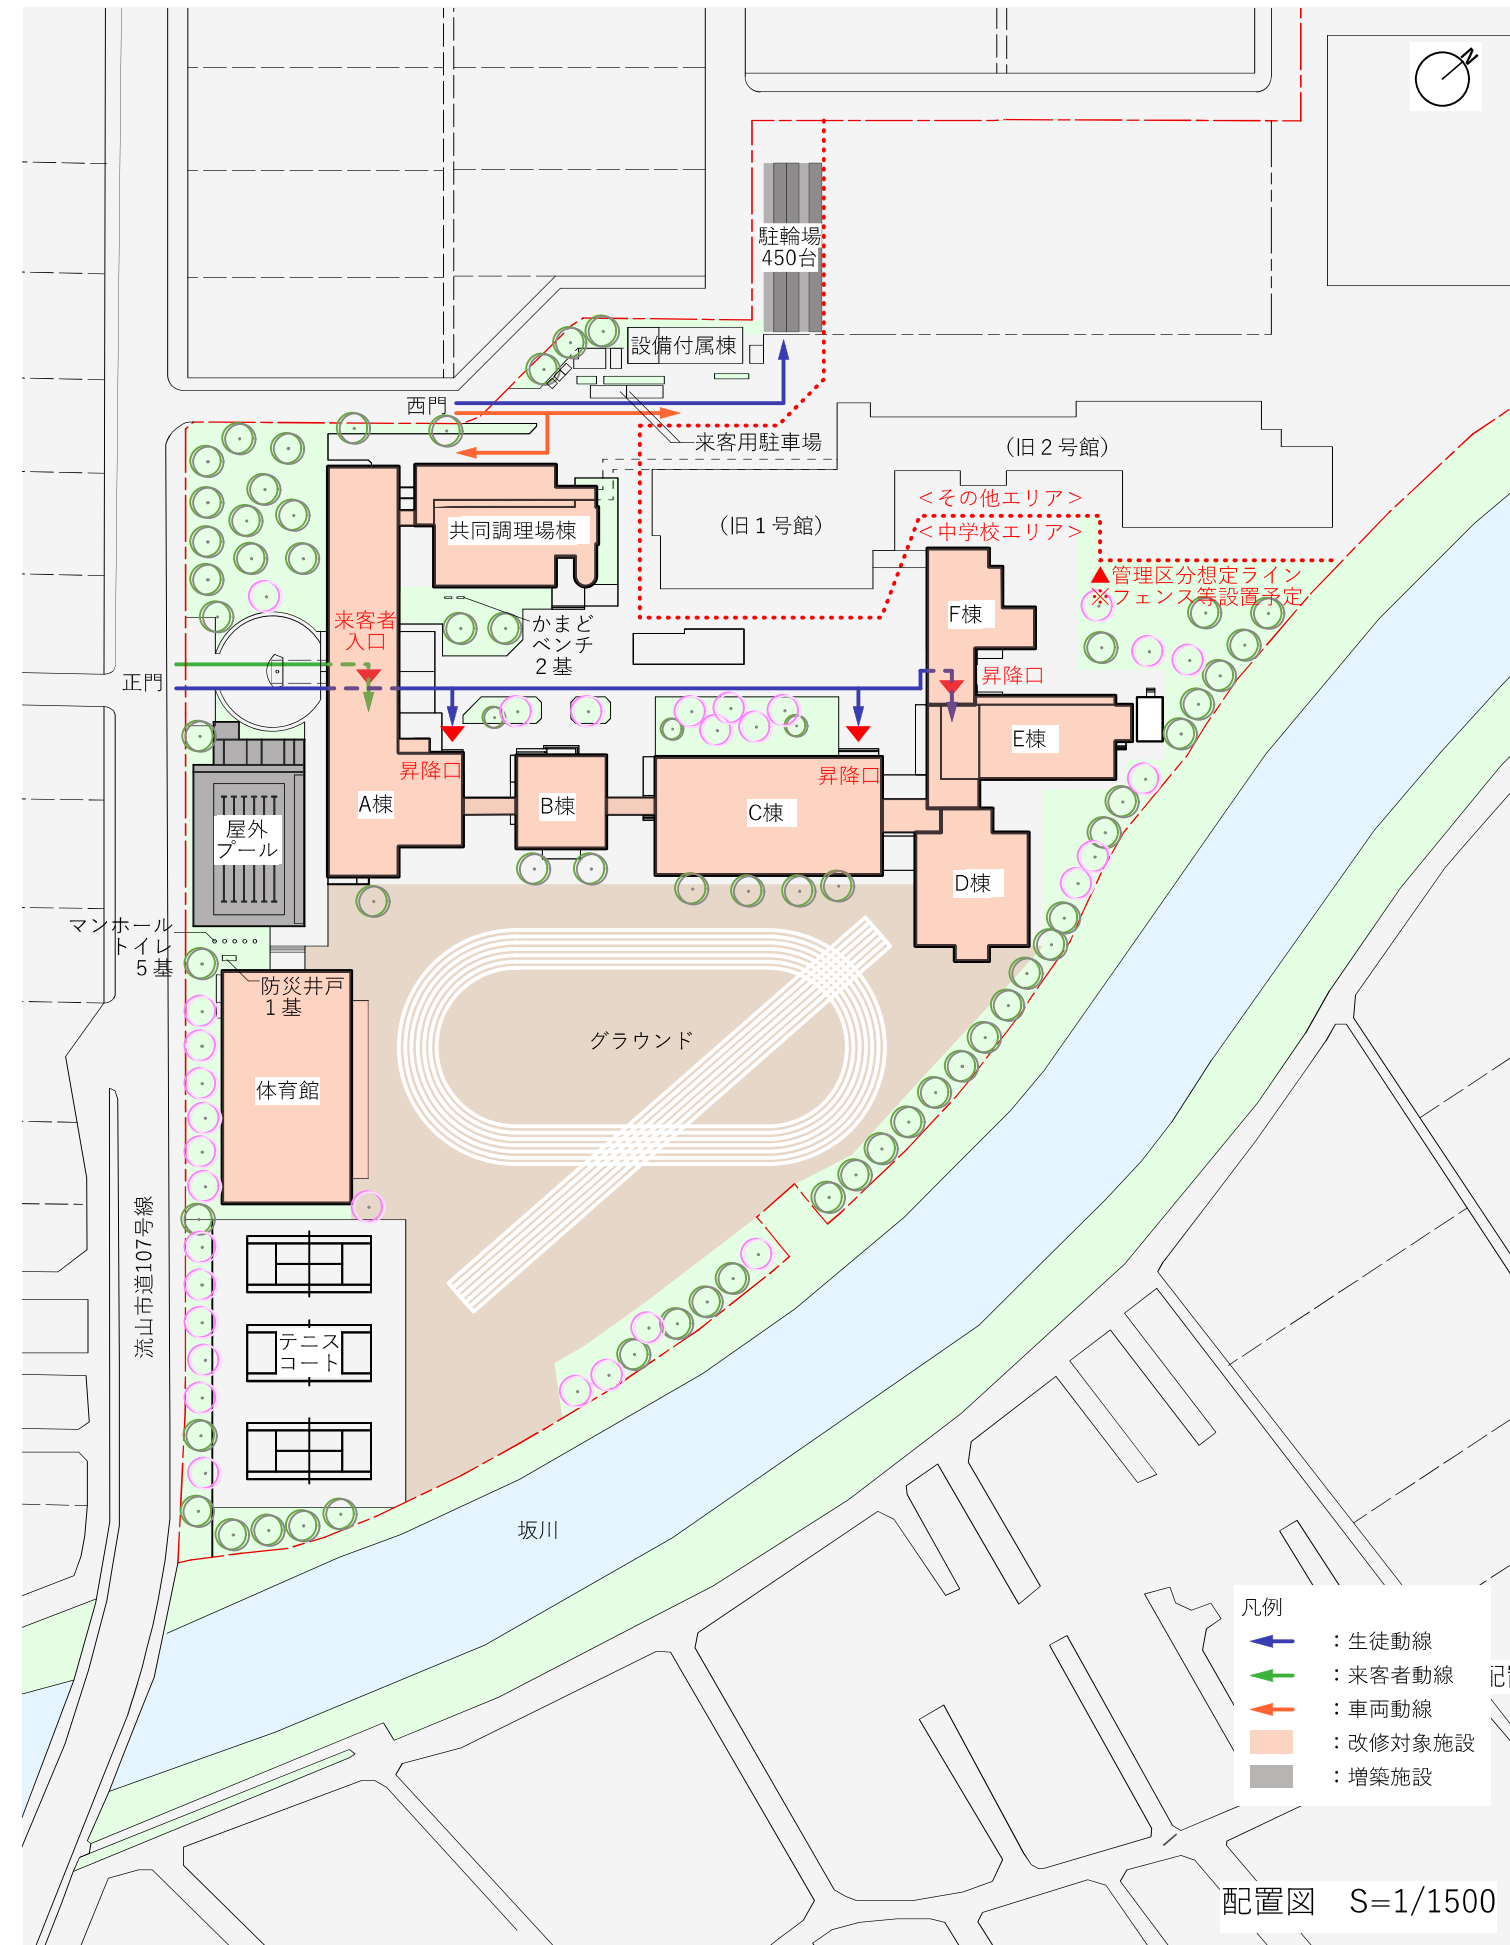 N
駐輪場
450台
設備付属棟
西門
来客用駐車場
(旧2号館)
<その他エリア>
(旧1号館)
<中学校エリア>
共同調理場棟
▲管理区分想定ライン
※フェンス等設置予定
来客者
入口
かまど
ベンチ
2基
F棟
正門
昇降口
E棟
昇降口
昇降口
A棟
B棟
C棟
屋外
プール
D棟
マンホール
トイレ
5基
防災井戸
1基
グラウンド
体育館
流山市道107号線
テニス
コート
坂川
凡例
:生徒動線
:来客者動線
:車両動線
:改修対象施設
:増築施設
配置図 S=1/1500